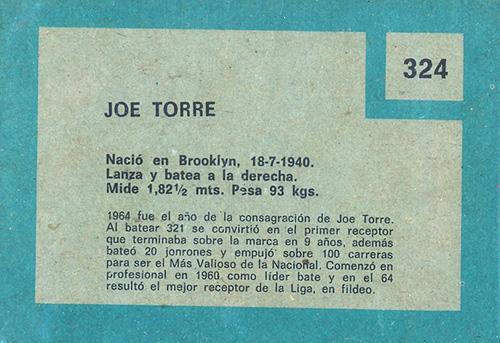 324
JOE TORRE
Nació en Brooklyn, 18-7-1940.
Lanza y batea a la derecha.
Mide 1,82½ mts. Pesa 93 kgs.
1964 fue el año de la consagración de Joe Torre.
Al batear 321 se convirtió en el primer receptor
que terminaba sobre la marca en 9 años, además
bateó 20 jonrones y empujó sobre 100 carreras
para ser el Más Valioso de la Nacional. Comenzó en
profesional en 1960 como líder bate y en el 64
resultó el mejor receptor de la Liga, en fildeo.